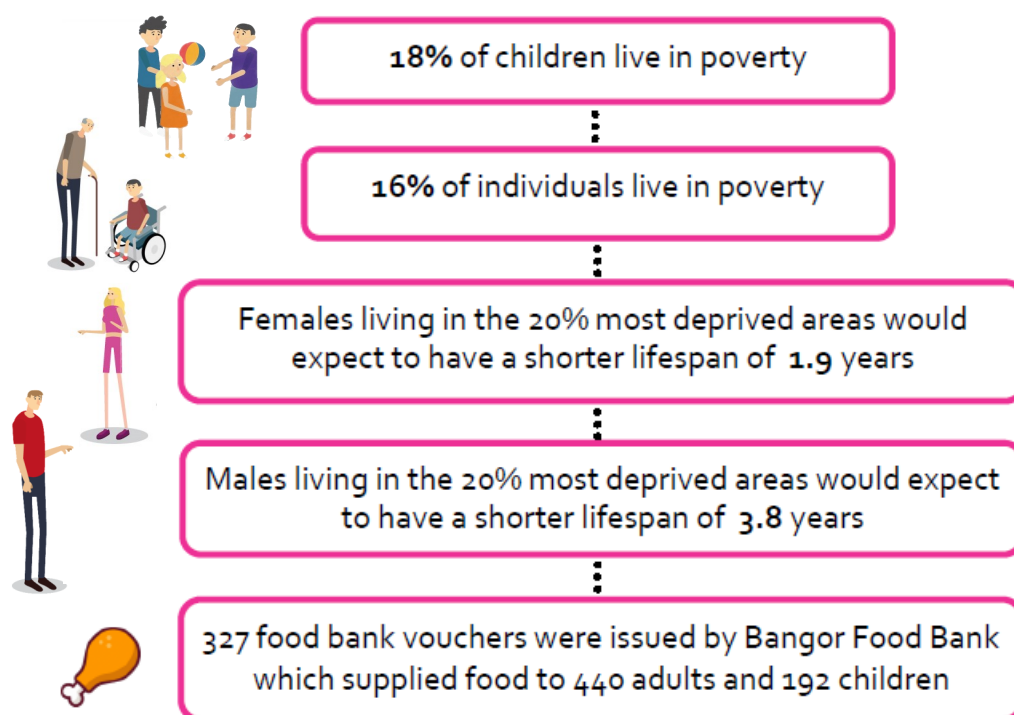 18% of children live in poverty
16% of individuals live in poverty
Females living in the 20% most deprived areas would
expect to have a shorter lifespan of 1.9 years
Males living in the 20% most deprived areas would expect
to have a shorter lifespan of 3.8 years
327 food bank vouchers were issued by Bangor Food Bank
which supplied food to 440 adults and 192 children